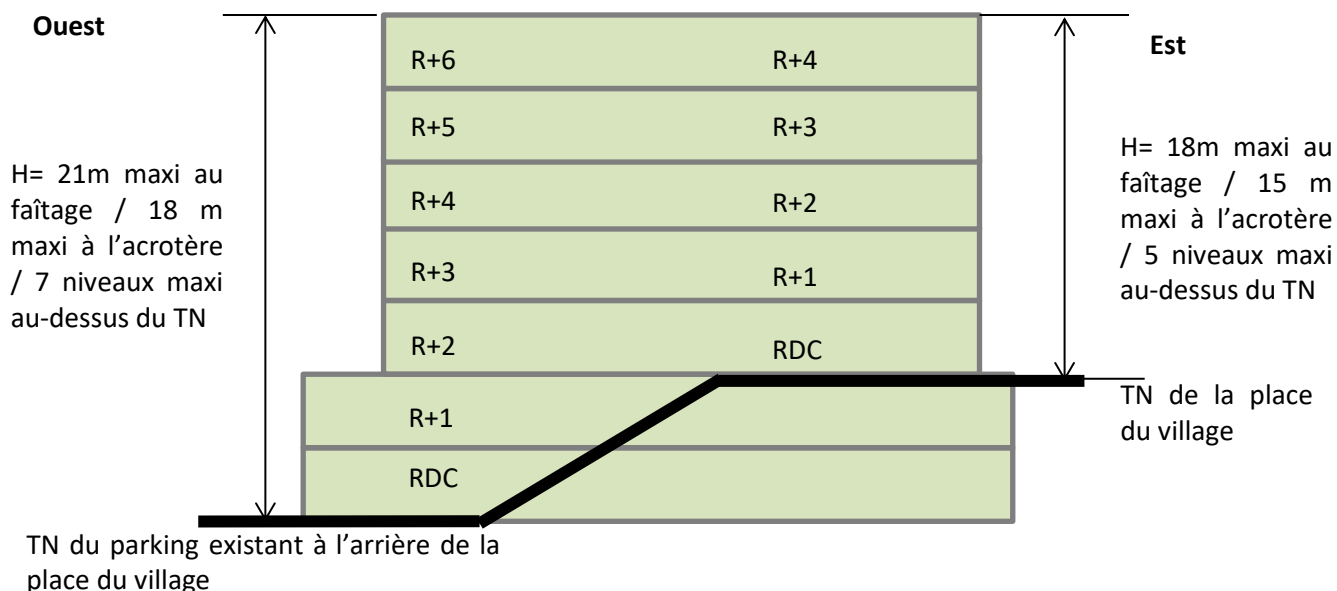 Ouest
Est
R+6 R+4
R+5 R+3
R+4 R+2
R+3 R+1
R+2 RDC
R+1
RDC
H= 21m maxi au
faîtage / 18 m
maxi à l’acrotère
/ 7 niveaux maxi
au-dessus du TN
H= 18m maxi au
faîtage / 15 m
maxi à l’acrotère
/ 5 niveaux maxi
au-dessus du TN
TN de la place
du village
TN du parking existant à l’arrière de la
place du village